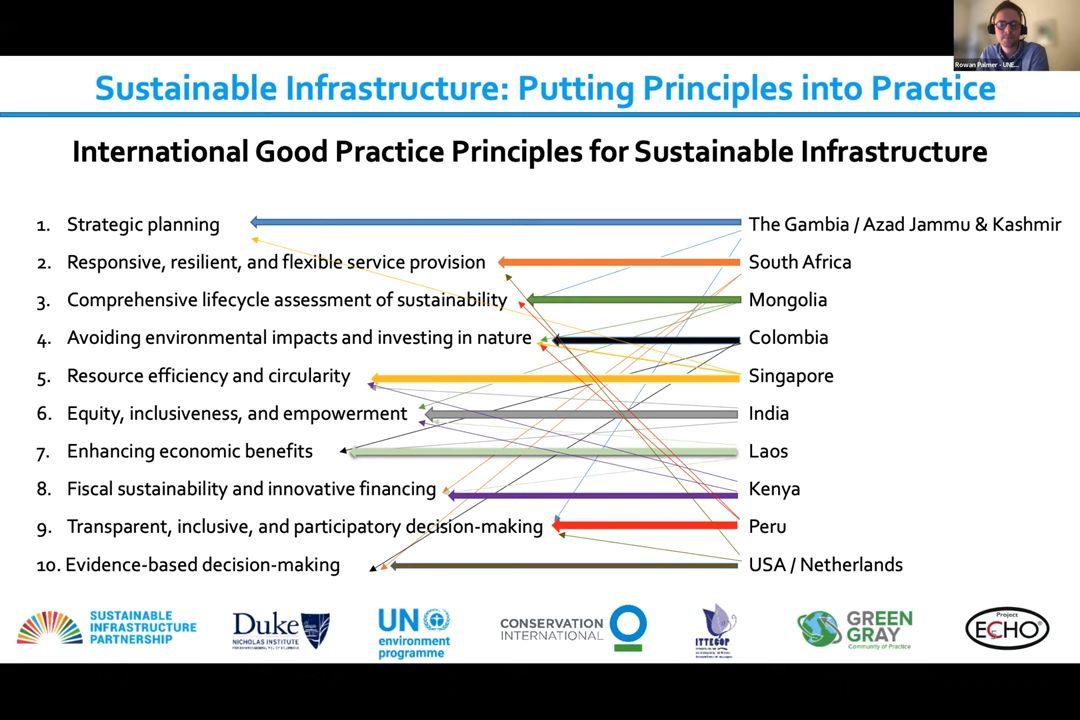 Rowan Palmer - UNE...
Sustainable Infrastructure: Putting Principles into Practice
International Good Practice Principles for Sustainable Infrastructure
1. Strategic planning
2. Responsive, resilient, and flexible service provision
3. Comprehensive lifecycle assessment of sustainability
4. Avoiding environmental impacts and investing in nature
5. Resource efficiency and circularity
6. Equity, inclusiveness, and empowerment
7. Enhancing economic benefits
8. Fiscal sustainability and innovative financing
9. Transparent, inclusive, and participatory decision-making
10. Evidence-based decision-making
The Gambia / Azad Jammu & Kashmir
South Africa
Mongolia
Colombia
Singapore
India
Laos
Kenya
Peru
USA / Netherlands
SUSTAINABLE
INFRASTRUCTURE
PARTNERSHIP
Duke
NICHOLAS INSTITUTE
UN
environment
programme
CONSERVATION
INTERNATIONAL
ITTECOP
GREEN
GRAY
Community of Practice
Project
ECHO®